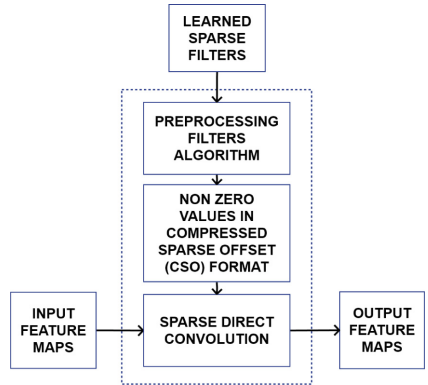 LEARNED
SPARSE
FILTERS
PREPROCESSING
FILTERS
ALGORITHM
NON ZERO
VALUES IN
COMPRESSED
SPARSE OFFSET
(CSO) FORMAT
INPUT
FEATURE
MAPS
SPARSE DIRECT
CONVOLUTION
OUTPUT
FEATURE
MAPS